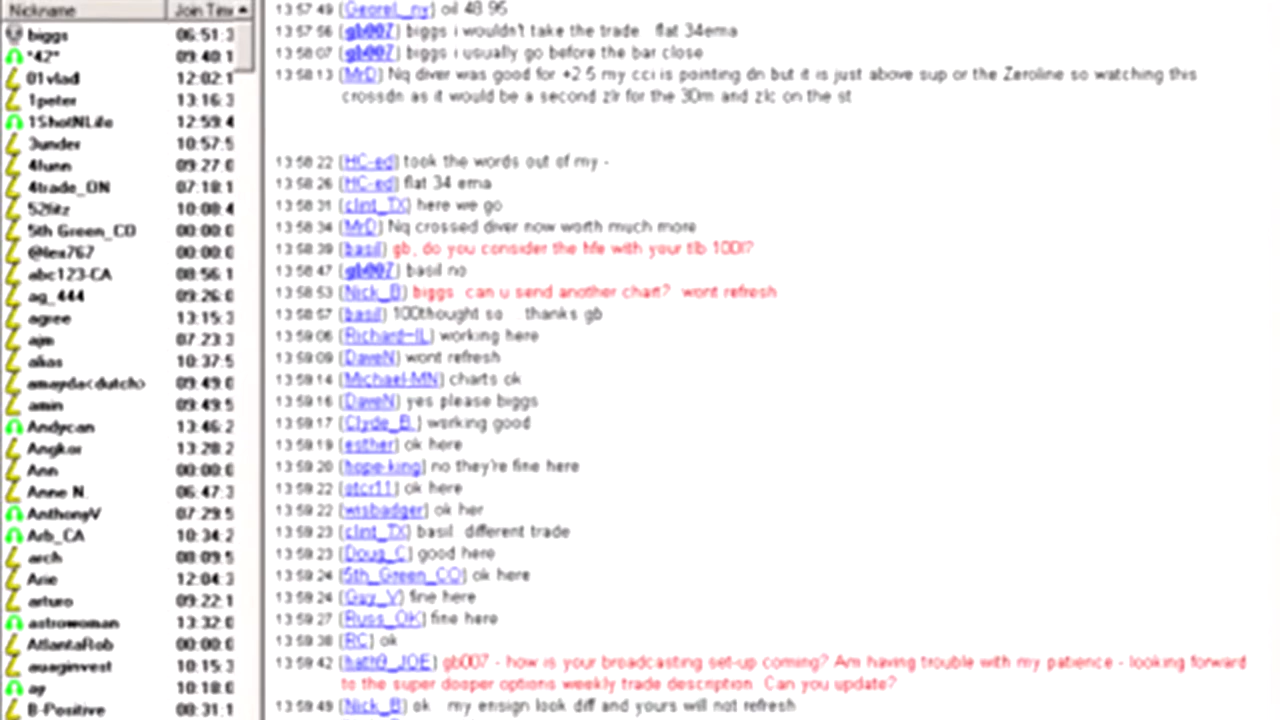 Nickname Join Time
biggs 06:51:3
"42" 09:40:1
01vlad 12:02:1
1peter 13:16:3
1ShotNLife 12:59:4
3under 10:57:5
4funn 09:27:0
4trade_ON 07:18:1
52fitz 10:08:4
5th Green_CO 00:00:0
@lex767 00:00:0
abc123-CA 08:56:1
ag_444 09:26:0
agree 13:15:3
ajm 07:23:3
alias 10:37:5
amayda<dutch> 09:49:0
amin 09:49:5
Andycan 13:46:2
Angkor 13:28:2
Ann 00:00:0
Anne N. 06:47:3
AnthonyV 07:29:5
Arb_CA 10:34:2
arch 08:09:5
Arie 12:04:3
arturo 09:22:1
astrowoman 13:32:0
AtlantaRob 00:00:0
auaginvest 10:15:3
ay 10:18:0
B-Positive 08:31:1
13:57:49 (GeorgL_ny) oil 48.95
13:57:56 (gb007) biggs i wouldn't take the trade flat 34ema
13:58:07 (gb007) biggs i usually go before the bar close
13:58:13 (MrD) Nq diver was good for +2.5 my cci is pointing dn but it is just above sup or the Zeroline so watching this
crossdn as it would be a second zlr for the 30m and zlc on the st
13:58:22 (HC-ed) took the words out of my -
13:58:26 (HC-ed) flat 34 ema
13:58:31 (clint_TX) here we go
13:58:34 (MrD) Nq crossed diver now worth much more
13:58:39 (basil) gb, do you consider the hfe with your tlb 100l?
13:58:47 (gb007) basil no
13:58:53 (Nick_B) biggs can u send another chart? wont refresh
13:58:57 (basil) 100thought so thanks gb
13:59:06 (Richard-IL) working here
13:59:09 (DaveN) wont refresh
13:59:14 (Michael-MN) charts ok
13:59:16 (DaveN) yes please biggs
13:59:17 (Clyde_B.) working good
13:59:19 (esther) ok here
13:59:20 (hope-king) no they're fine here
13:59:22 (otcr11) ok here
13:59:22 (wisbadger) ok her
13:59:23 (clint_TX) basil different trade
13:59:23 (Doug_C) good here
13:59:24 (5th_Green_CO) ok here
13:59:24 (Guy_V) fine here
13:59:27 (Russ_OK) fine here
13:59:38 (RC) ok
13:59:42 (hath9_JOE) gb007 - how is your broadcasting set-up coming? Am having trouble with my patience - looking forward
to the super dooper options weekly trade description. Can you update?
13:59:49 (Nick_B) ok my ensign look diff and yours will not refresh